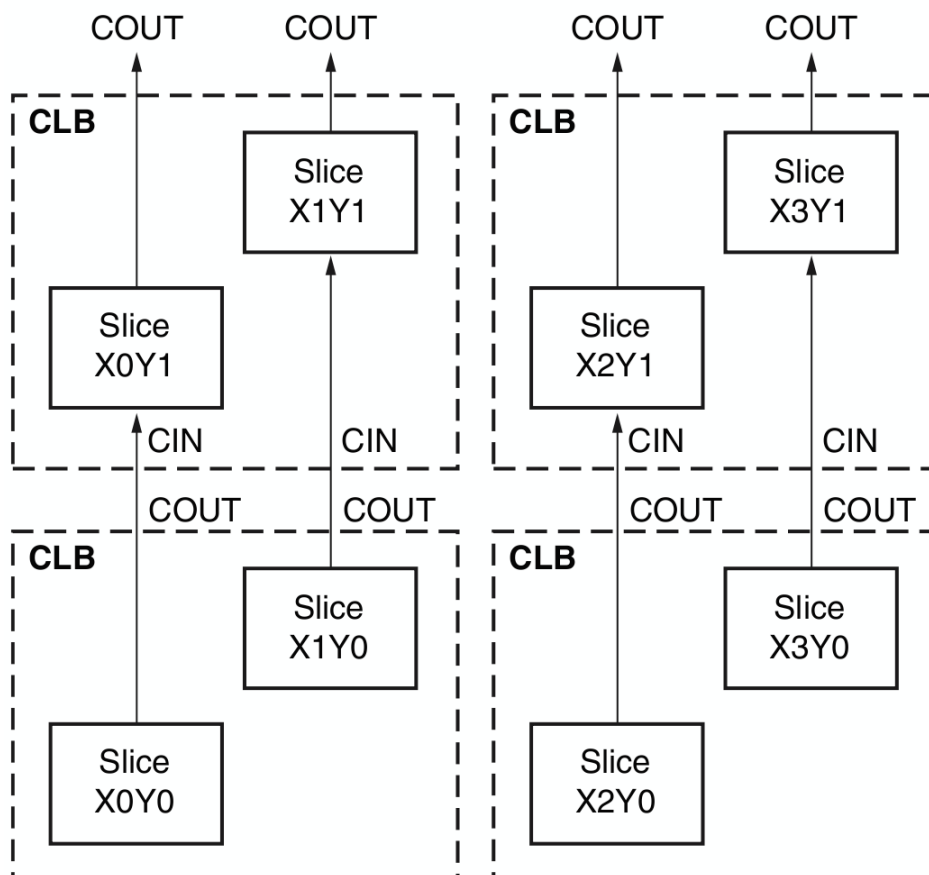 COUT
COUT
COUT
COUT
CLB
Slice
X1Y1
CLB
Slice
X3Y1
Slice
X0Y1
Slice
X2Y1
CIN
CIN
CIN
CIN
COUT
COUT
COUT
COUT
CLB
Slice
X1Y0
CLB
Slice
X3Y0
Slice
X0Y0
Slice
X2Y0